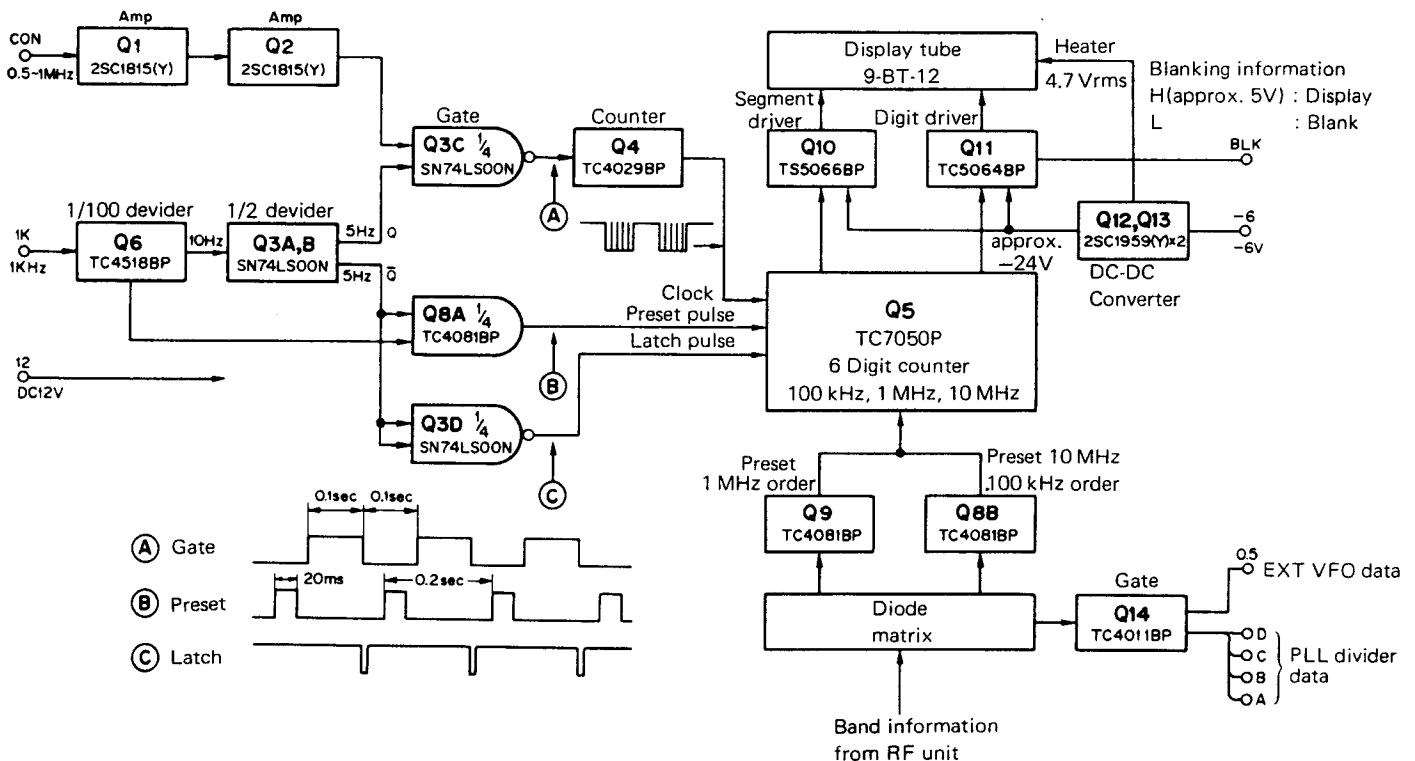 Amp
CON
Q1
2SC1815(Y)
0.5~1MHz
Amp
Q2
2SC1815(Y)
Gate
Q3C 1/4
SN74LS00N
A
Counter
Q4
TC4029BP
1/100 devider
1K
1KHz
Q6
TC4518BP
10Hz
1/2 devider
Q3A,B
SN74LS00N
5Hz Q
5Hz Q̅
Q8A 1/4
TC4081BP
B
12
DC12V
Q3D 1/4
SN74LS00N
C
Display tube
9-BT-12
Heater
4.7 Vrms
Blanking information
H(approx. 5V) : Display
L : Blank
Segment
driver
Q10
TS5066BP
Digit driver
Q11
TC5064BP
BLK
Q12,Q13
2SC1959(Y)×2
-6
-6V
approx.
-24V
DC-DC
Converter
Clock
Preset pulse
Latch pulse
Q5
TC7050P
6 Digit counter
100 kHz, 1 MHz, 10 MHz
Preset
1 MHz order
Preset 10 MHz
.100 kHz order
Q9
TC4081BP
Q8B
TC4081BP
Diode
matrix
Gate
Q14
TC4011BP
0.5
EXT VFO data
D
C
B
A
PLL divider
data
Band information
from RF unit
0.1sec 0.1sec
A Gate
20ms 0.2sec
B Preset
C Latch